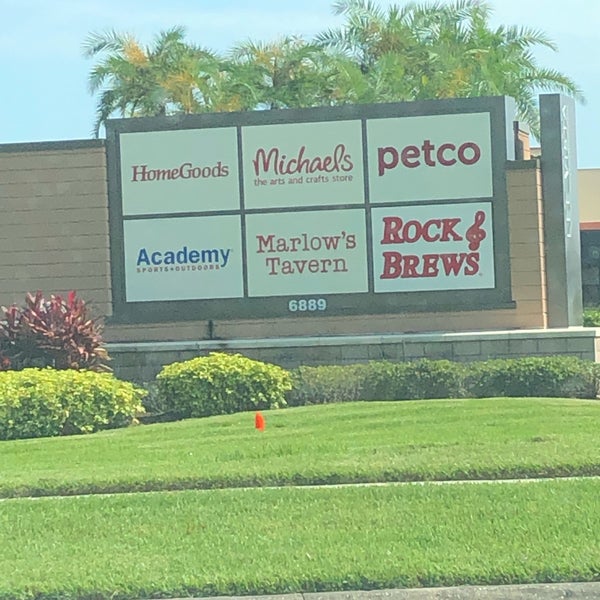 HomeGoods
Michaels
the arts and crafts store
petco
Academy
SPORTS+OUTDOORS
Marlow's
Tavern
ROCK &
BREWS
6889